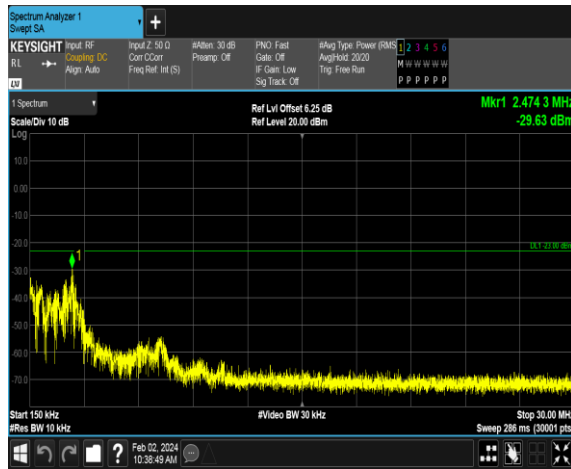 Spectrum Analyzer 1
Swept SA
KEYSIGHT Input: RF Input Z: 50 Ω #Atten: 30 dB PNO: Fast #Avg Type: Power (RMS 1 2 3 4 5 6
RL Coupling: DC Corr CCorr Preamp: Off Gate: Off Avg|Hold: 20/20 M W W W W W
Align: Auto Freq Ref: Int (S) IF Gain: Low Trig: Free Run
Sig Track: Off P P P P P P
LXI
1 Spectrum Ref Lvl Offset 6.25 dB Mkr1 2.474 3 MHz
Scale/Div 10 dB Ref Level 20.00 dBm -29.63 dBm
Log
10.0
0.00
-10.0
-20.0
DL1 -23.00 dBm
1
-30.0
-40.0
-50.0
-60.0
-70.0
Start 150 kHz #Video BW 30 kHz Stop 30.00 MHz
#Res BW 10 kHz Sweep 286 ms (30001 pts
Feb 02, 2024
10:38:49 AM